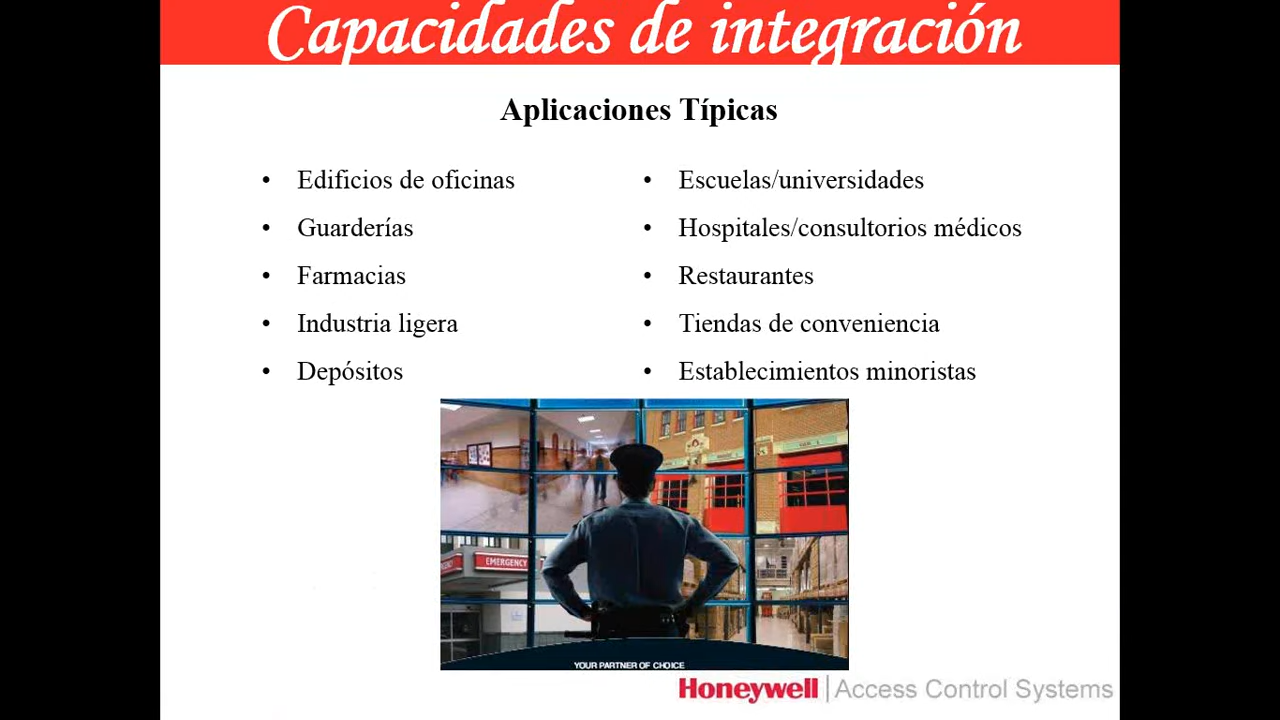 Capacidades de integración
Aplicaciones Típicas
• Edificios de oficinas
• Guarderías
• Farmacias
• Industria ligera
• Depósitos
• Escuelas/universidades
• Hospitales/consultorios médicos
• Restaurantes
• Tiendas de conveniencia
• Establecimientos minoristas
EMERGENCY
YOUR PARTNER OF CHOICE
Honeywell | Access Control Systems